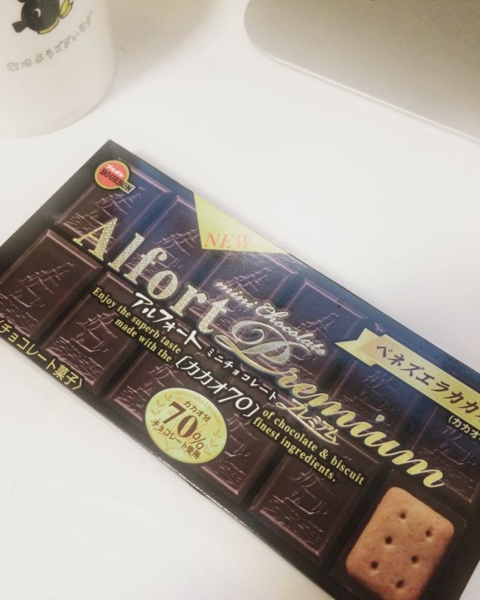 BOURBON
NEW
Alfort
mini Chocolate
Premium
アルフォート ミニチョコレート
プレミアム
[カカオ70]
Enjoy the superb taste
made with the
of chocolate & biscuit
finest ingredients.
カカオ分
70%
チョコレート使用
ベネズエラカカ
(カカオ
チョコレート菓子)